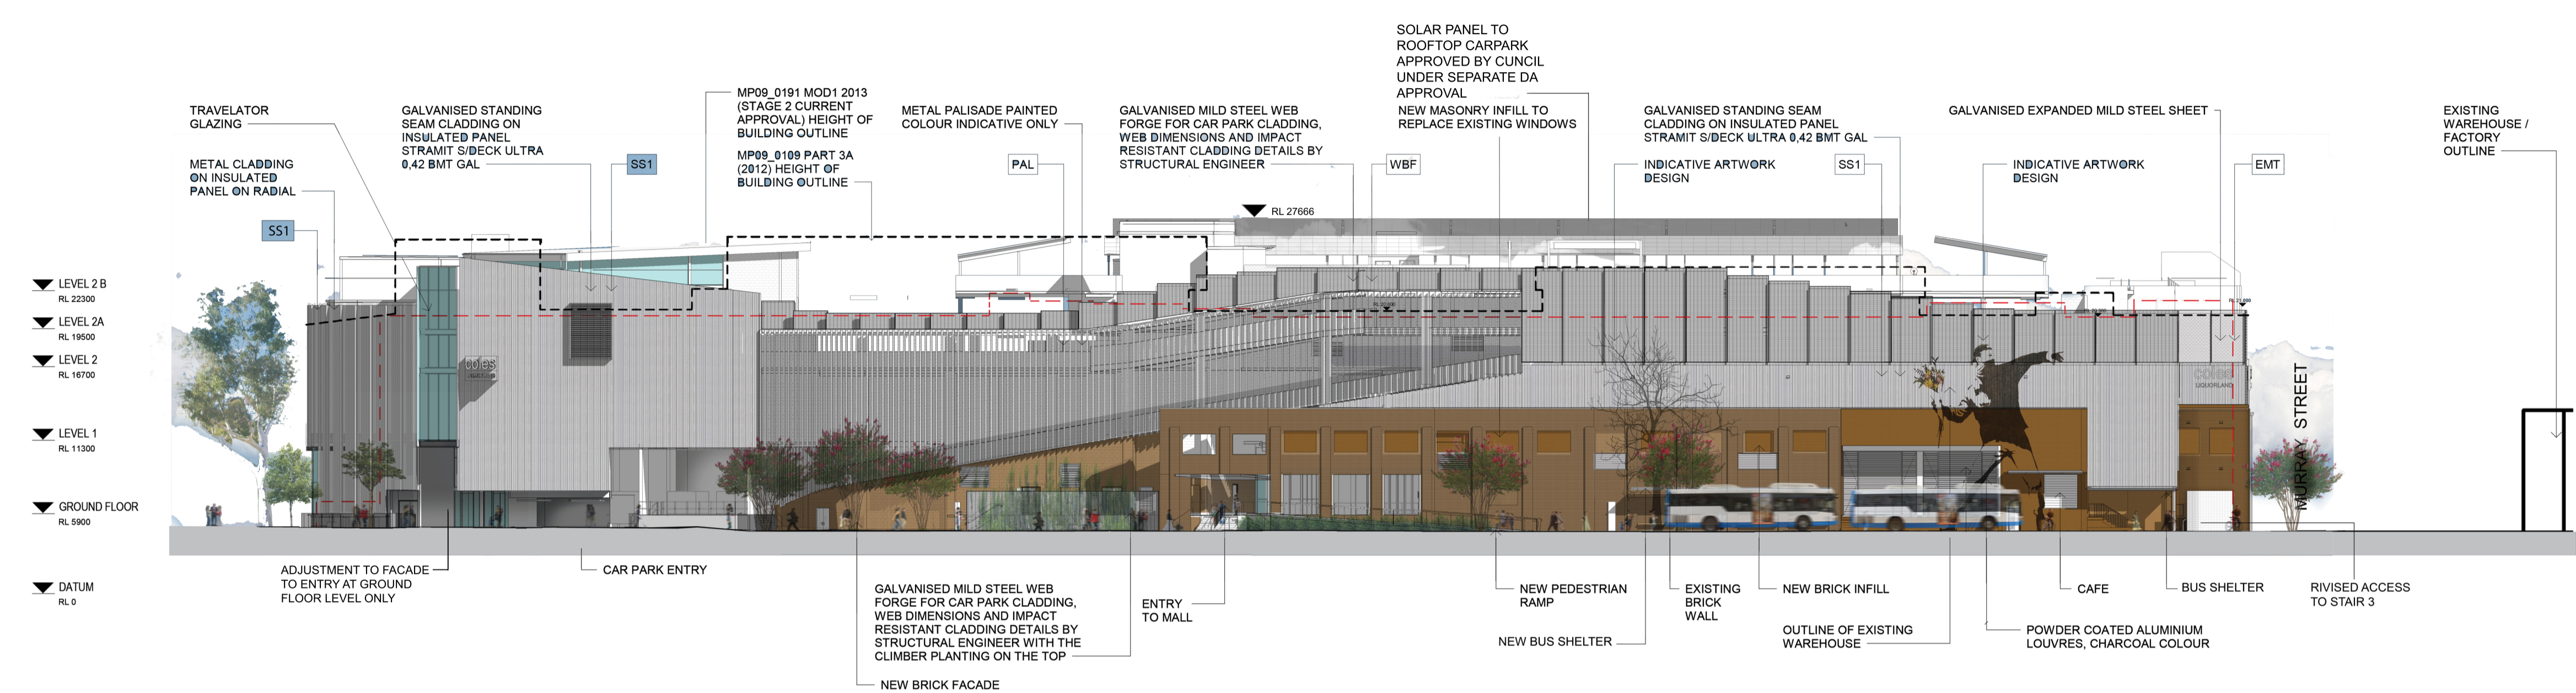 SOLAR PANEL TO
ROOFTOP CARPARK
APPROVED BY CUNCIL
UNDER SEPARATE DA
APPROVAL
TRAVELATOR
GLAZING
GALVANISED STANDING
SEAM CLADDING ON
INSULATED PANEL
STRAMIT S/DECK ULTRA
0,42 BMT GAL
MP09_0191 MOD1 2013
(STAGE 2 CURRENT
APPROVAL) HEIGHT OF
BUILDING OUTLINE
METAL PALISADE PAINTED
COLOUR INDICATIVE ONLY
GALVANISED MILD STEEL WEB
FORGE FOR CAR PARK CLADDING,
WEB DIMENSIONS AND IMPACT
RESISTANT CLADDING DETAILS BY
STRUCTURAL ENGINEER
NEW MASONRY INFILL TO
REPLACE EXISTING WINDOWS
GALVANISED STANDING SEAM
CLADDING ON INSULATED PANEL
STRAMIT S/DECK ULTRA 0,42 BMT GAL
GALVANISED EXPANDED MILD STEEL SHEET
EXISTING
WAREHOUSE /
FACTORY
OUTLINE
METAL CLADDING
ON INSULATED
PANEL ON RADIAL
SS1
MP09_0109 PART 3A
(2012) HEIGHT OF
BUILDING OUTLINE
PAL
WBF
INDICATIVE ARTWORK
DESIGN
SS1
INDICATIVE ARTWORK
DESIGN
EMT
SS1
RL 27666
LEVEL 2 B
RL 22300
LEVEL 2A
RL 19500
LEVEL 2
RL 16700
LEVEL 1
RL 11300
GROUND FLOOR
RL 5900
DATUM
RL 0
coles
coles
LIQUORLAND
MURRAY STREET
ADJUSTMENT TO FACADE
TO ENTRY AT GROUND
FLOOR LEVEL ONLY
CAR PARK ENTRY
GALVANISED MILD STEEL WEB
FORGE FOR CAR PARK CLADDING,
WEB DIMENSIONS AND IMPACT
RESISTANT CLADDING DETAILS BY
STRUCTURAL ENGINEER WITH THE
CLIMBER PLANTING ON THE TOP
NEW BRICK FACADE
ENTRY
TO MALL
NEW PEDESTRIAN
RAMP
NEW BUS SHELTER
EXISTING
BRICK
WALL
NEW BRICK INFILL
OUTLINE OF EXISTING
WAREHOUSE
POWDER COATED ALUMINIUM
LOUVRES, CHARCOAL COLOUR
CAFE
BUS SHELTER
RIVISED ACCESS
TO STAIR 3